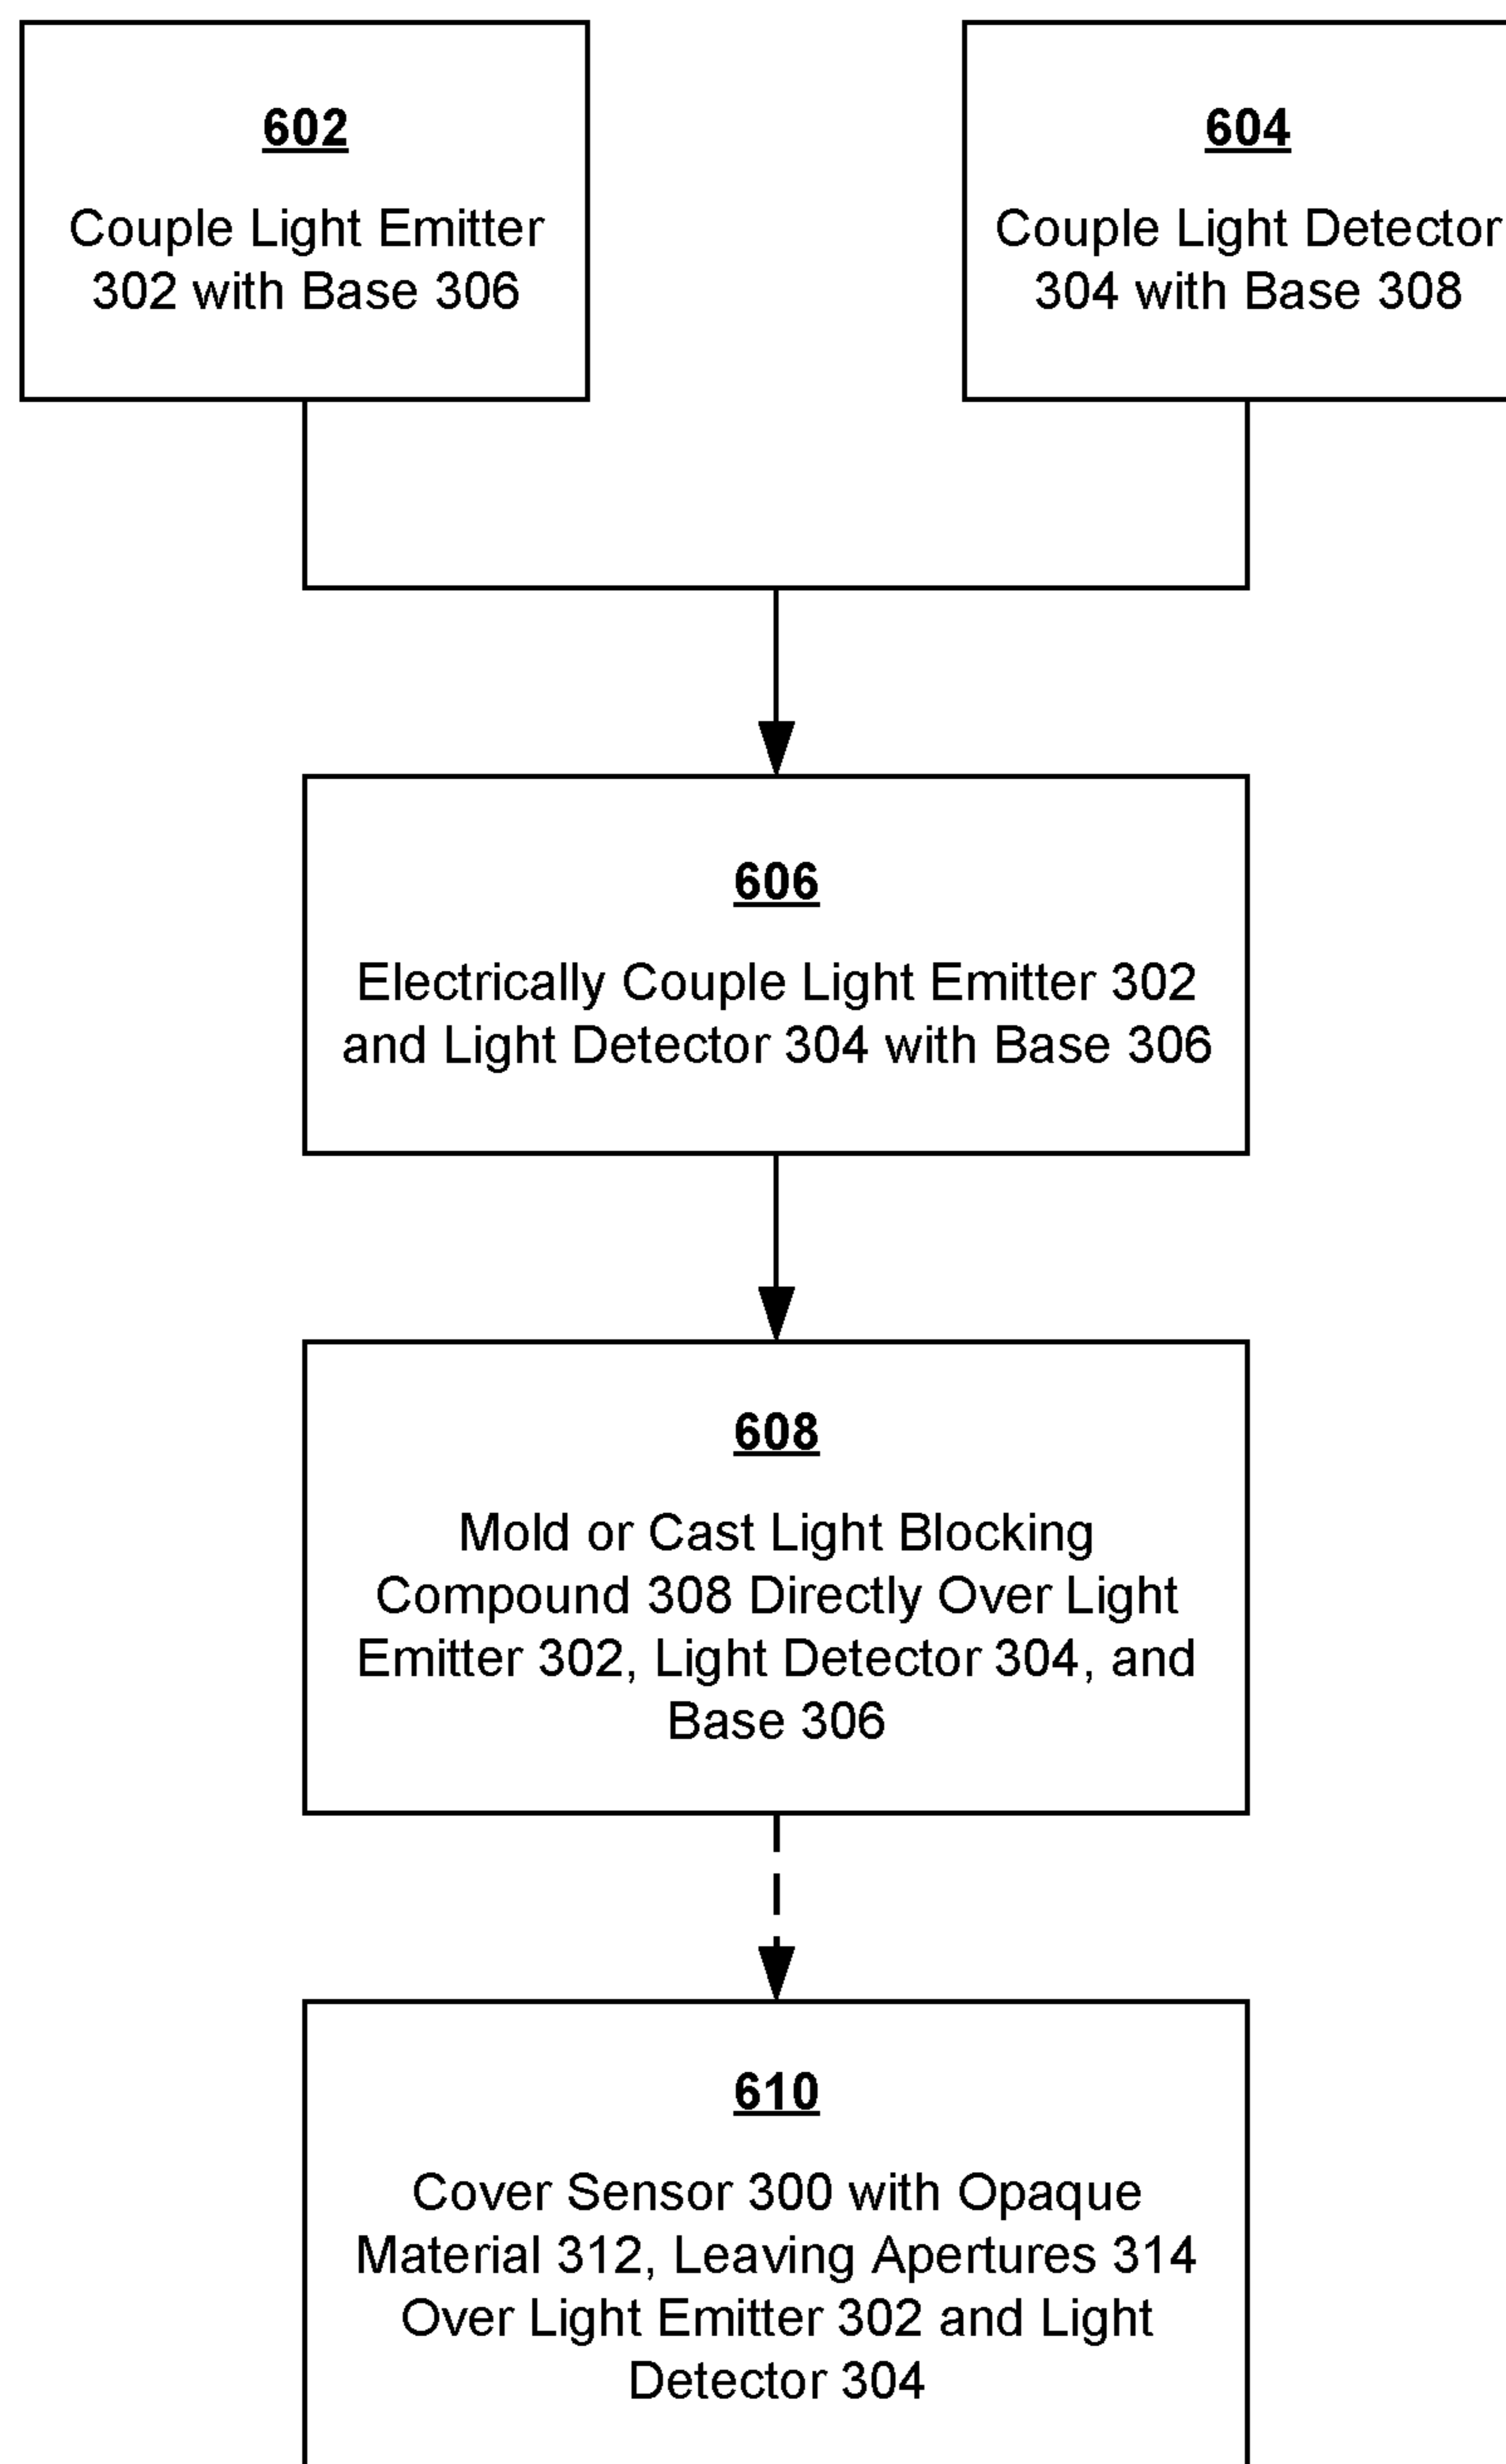 602
Couple Light Emitter
302 with Base 306
604
Couple Light Detector
304 with Base 308
606
Electrically Couple Light Emitter 302
and Light Detector 304 with Base 306
608
Mold or Cast Light Blocking
Compound 308 Directly Over Light
Emitter 302, Light Detector 304, and
Base 306
610
Cover Sensor 300 with Opaque
Material 312, Leaving Apertures 314
Over Light Emitter 302 and Light
Detector 304